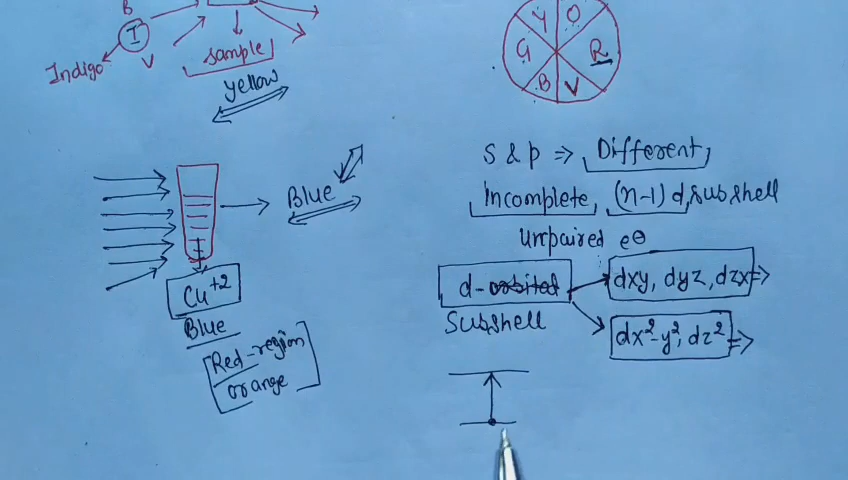 B
I
Indigo
V
sample
yellow
Y O
G R
B V
Blue
Cu+2
Blue
Red-region
orange
S & p => Different
Incomplete, (n-1) d, subshell
Unpaired e⊖
d-orbital
Subshell
dxy, dyz, dzx =>
dx²-y², dz² =>